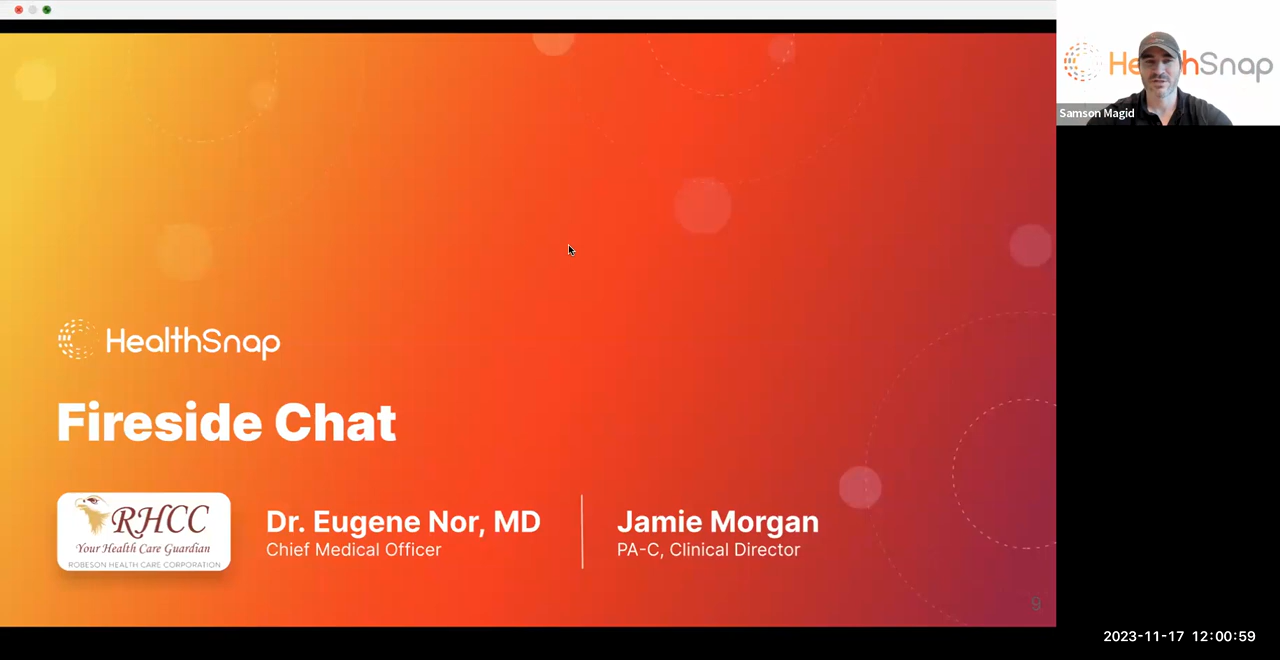 HealthSnap
Samson Magid
HealthSnap
Fireside Chat
RHCC
Your Health Care Guardian
ROBESON HEALTH CARE CORPORATION
Dr. Eugene Nor, MD
Chief Medical Officer
Jamie Morgan
PA-C, Clinical Director
9
2023-11-17 12:00:59